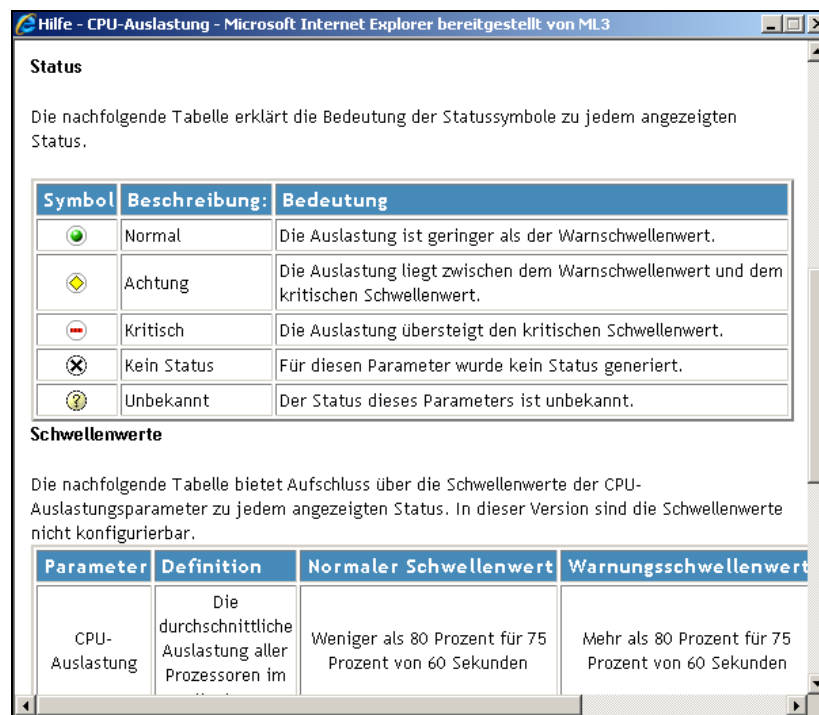 Hilfe - CPU-Auslastung - Microsoft Internet Explorer bereitgestellt von ML3
Status
Die nachfolgende Tabelle erklärt die Bedeutung der Statussymbole zu jedem angezeigten
Status.
Symbol Beschreibung: Bedeutung
Normal Die Auslastung ist geringer als der Warnschwellenwert.
Achtung Die Auslastung liegt zwischen dem Warnschwellenwert und dem
kritischen Schwellenwert.
Kritisch Die Auslastung übersteigt den kritischen Schwellenwert.
Kein Status Für diesen Parameter wurde kein Status generiert.
Unbekannt Der Status dieses Parameters ist unbekannt.
Schwellenwerte
Die nachfolgende Tabelle bietet Aufschluss über die Schwellenwerte der CPU-
Auslastungsparameter zu jedem angezeigten Status. In dieser Version sind die Schwellenwerte
nicht konfigurierbar.
Parameter Definition Normaler Schwellenwert Warnungsschwellenwert
CPU-
Auslastung
Die
durchschnittliche
Auslastung aller
Prozessoren im
Weniger als 80 Prozent für 75
Prozent von 60 Sekunden
Mehr als 80 Prozent für 75
Prozent von 60 Sekunden